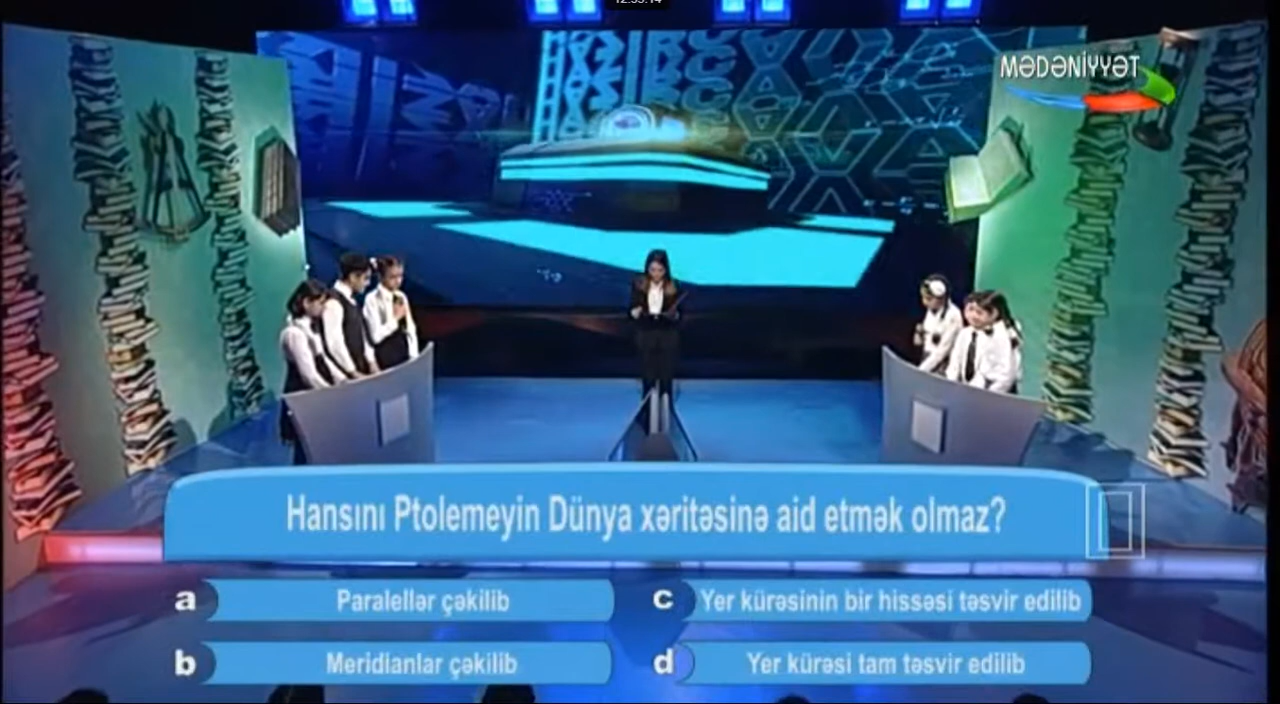 MƏDƏNİYYƏT
Hansını Ptolemeyin Dünya xəritəsinə aid etmək olmaz?
a Paralellər çəkilib
b Meridianlar çəkilib
c Yer kürəsinin bir hissəsi təsvir edilib
d Yer kürəsi tam təsvir edilib